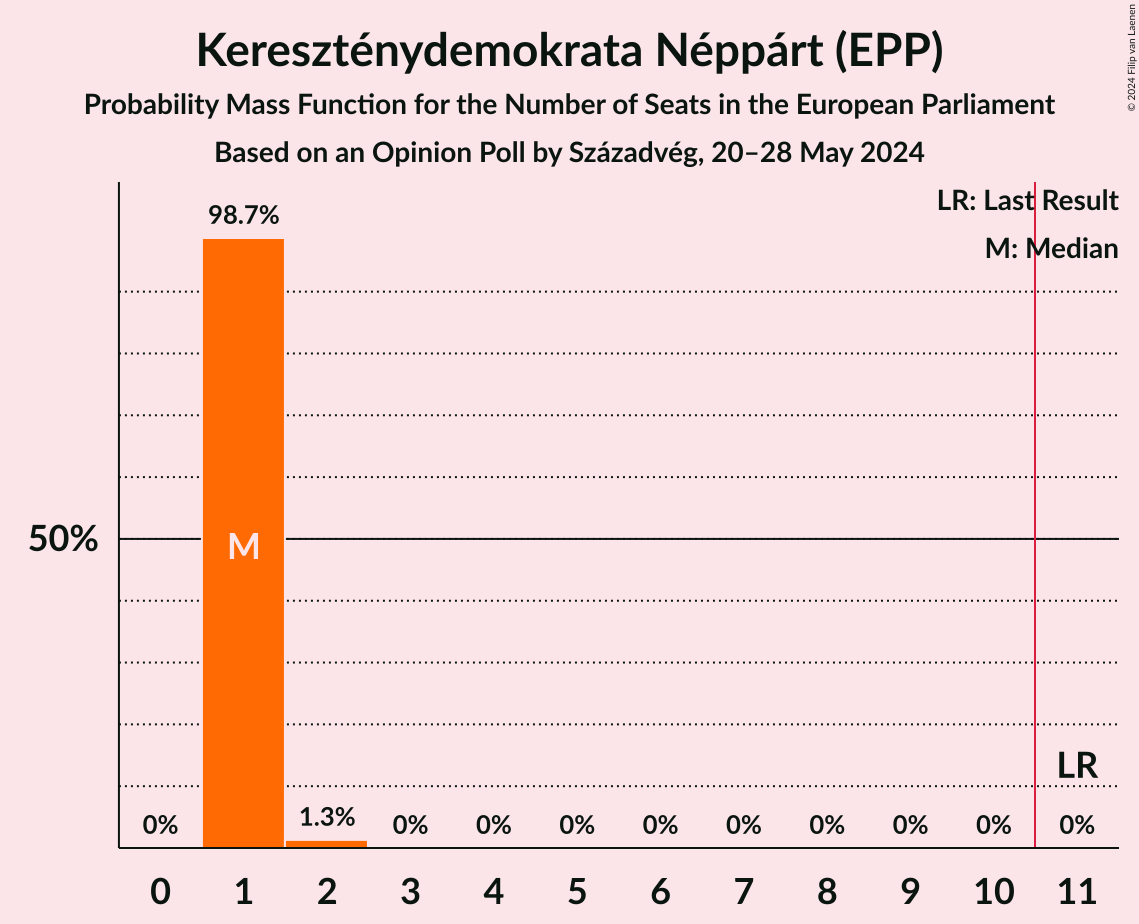 Kereszténydemokrata Néppárt (EPP)
Probability Mass Function for the Number of Seats in the European Parliament
Based on an Opinion Poll by Századvég, 20–28 May 2024
© 2024 Filip van Laenen
LR: Last Result
M: Median
98.7%
50%
M
LR
0% 1.3% 0% 0% 0% 0% 0% 0% 0% 0% 0%
0 1 2 3 4 5 6 7 8 9 10 11